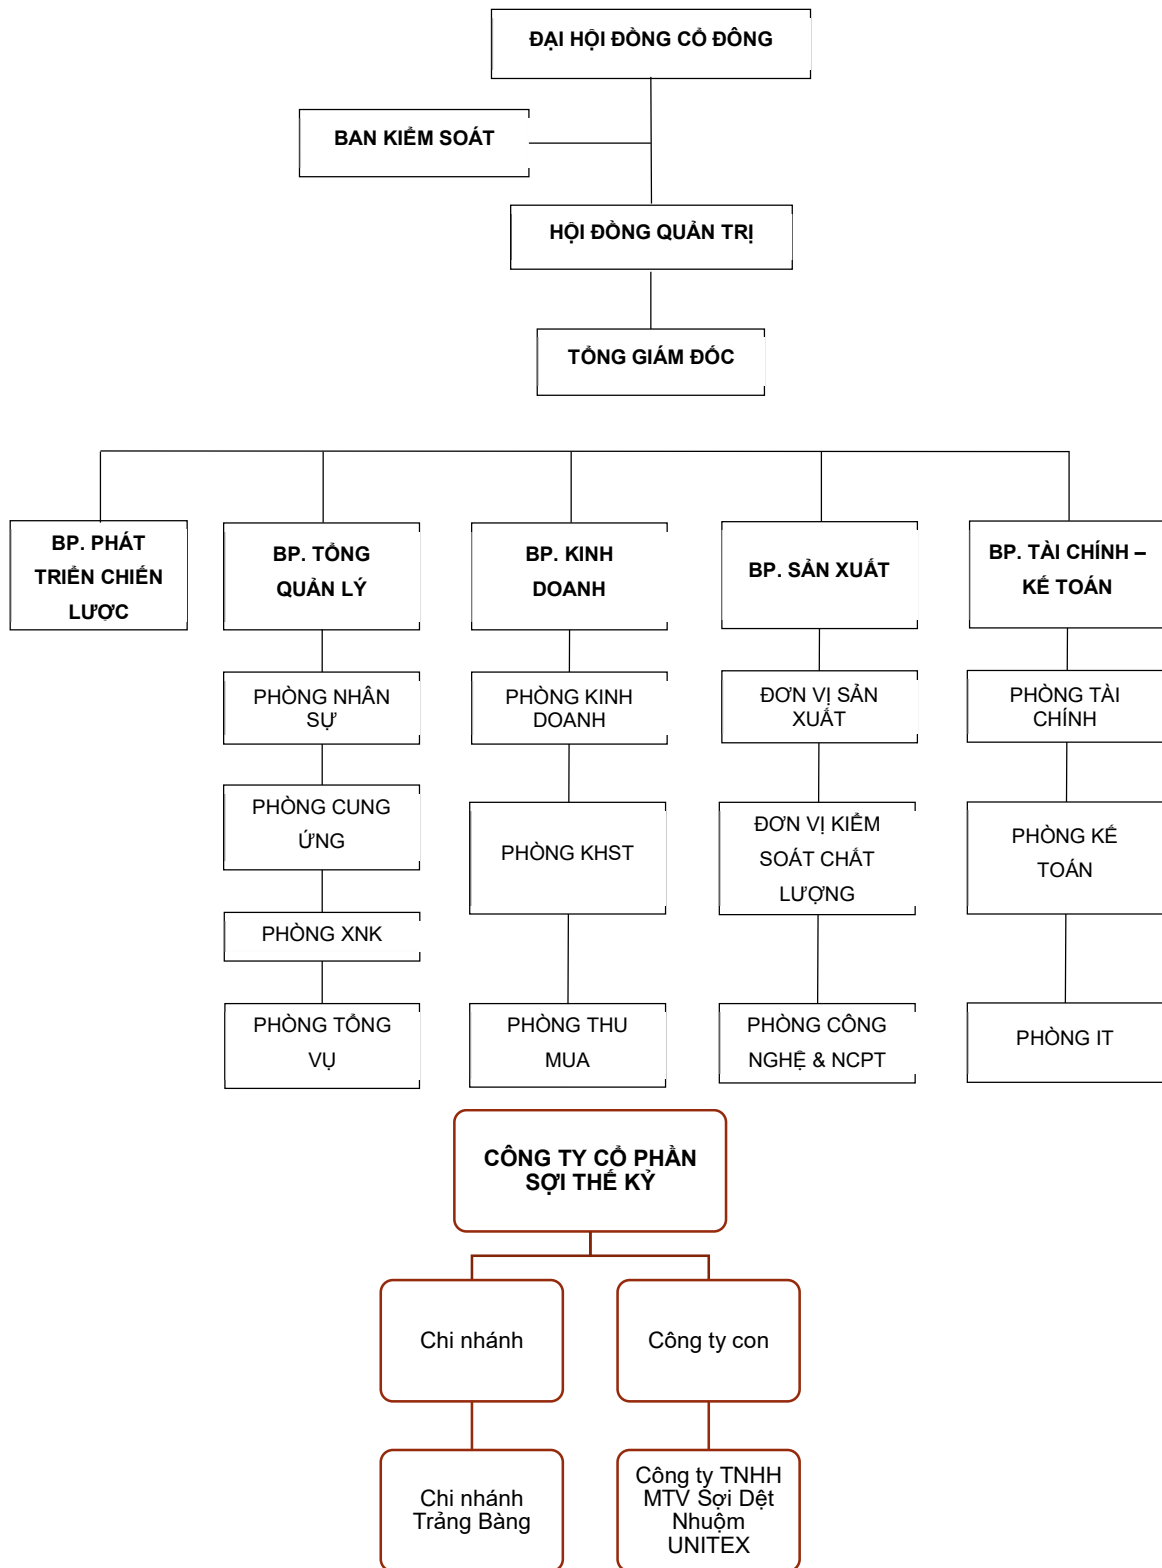 ĐẠI HỘI ĐỒNG CỔ ĐÔNG
BAN KIỂM SOÁT
HỘI ĐỒNG QUẢN TRỊ
TỔNG GIÁM ĐỐC
BP. PHÁT
TRIỂN CHIẾN
LƯỢC
BP. TỔNG
QUẢN LÝ
BP. KINH
DOANH
BP. SẢN XUẤT
BP. TÀI CHÍNH –
KẾ TOÁN
PHÒNG NHÂN
SỰ
PHÒNG KINH
DOANH
ĐƠN VỊ SẢN
XUẤT
PHÒNG TÀI
CHÍNH
PHÒNG CUNG
ỨNG
PHÒNG KHST
ĐƠN VỊ KIỂM
SOÁT CHẤT
LƯỢNG
PHÒNG KẾ
TOÁN
PHÒNG XNK
PHÒNG TỔNG
VỤ
PHÒNG THU
MUA
PHÒNG CÔNG
NGHỆ & NCPT
PHÒNG IT
CÔNG TY CỔ PHẦN
SỢI THẾ KỶ
Chi nhánh
Công ty con
Chi nhánh
Trảng Bàng
Công ty TNHH
MTV Sợi Dệt
Nhuộm
UNITEX